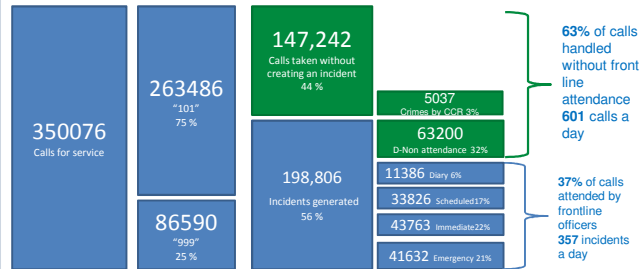 350076
Calls for service
263486
"101"
75 %
86590
"999"
25 %
147,242
Calls taken without
creating an incident
44 %
198,806
Incidents generated
56 %
5037
Crimes by CCR 3%
63200
D-Non attendance 32%
11386 Diary 6%
33826 Scheduled17%
43763 Immediate22%
41632 Emergency 21%
63% of calls
handled
without front
line
attendance
601 calls a
day
37% of calls
attended by
frontline
officers
357 incidents
a day